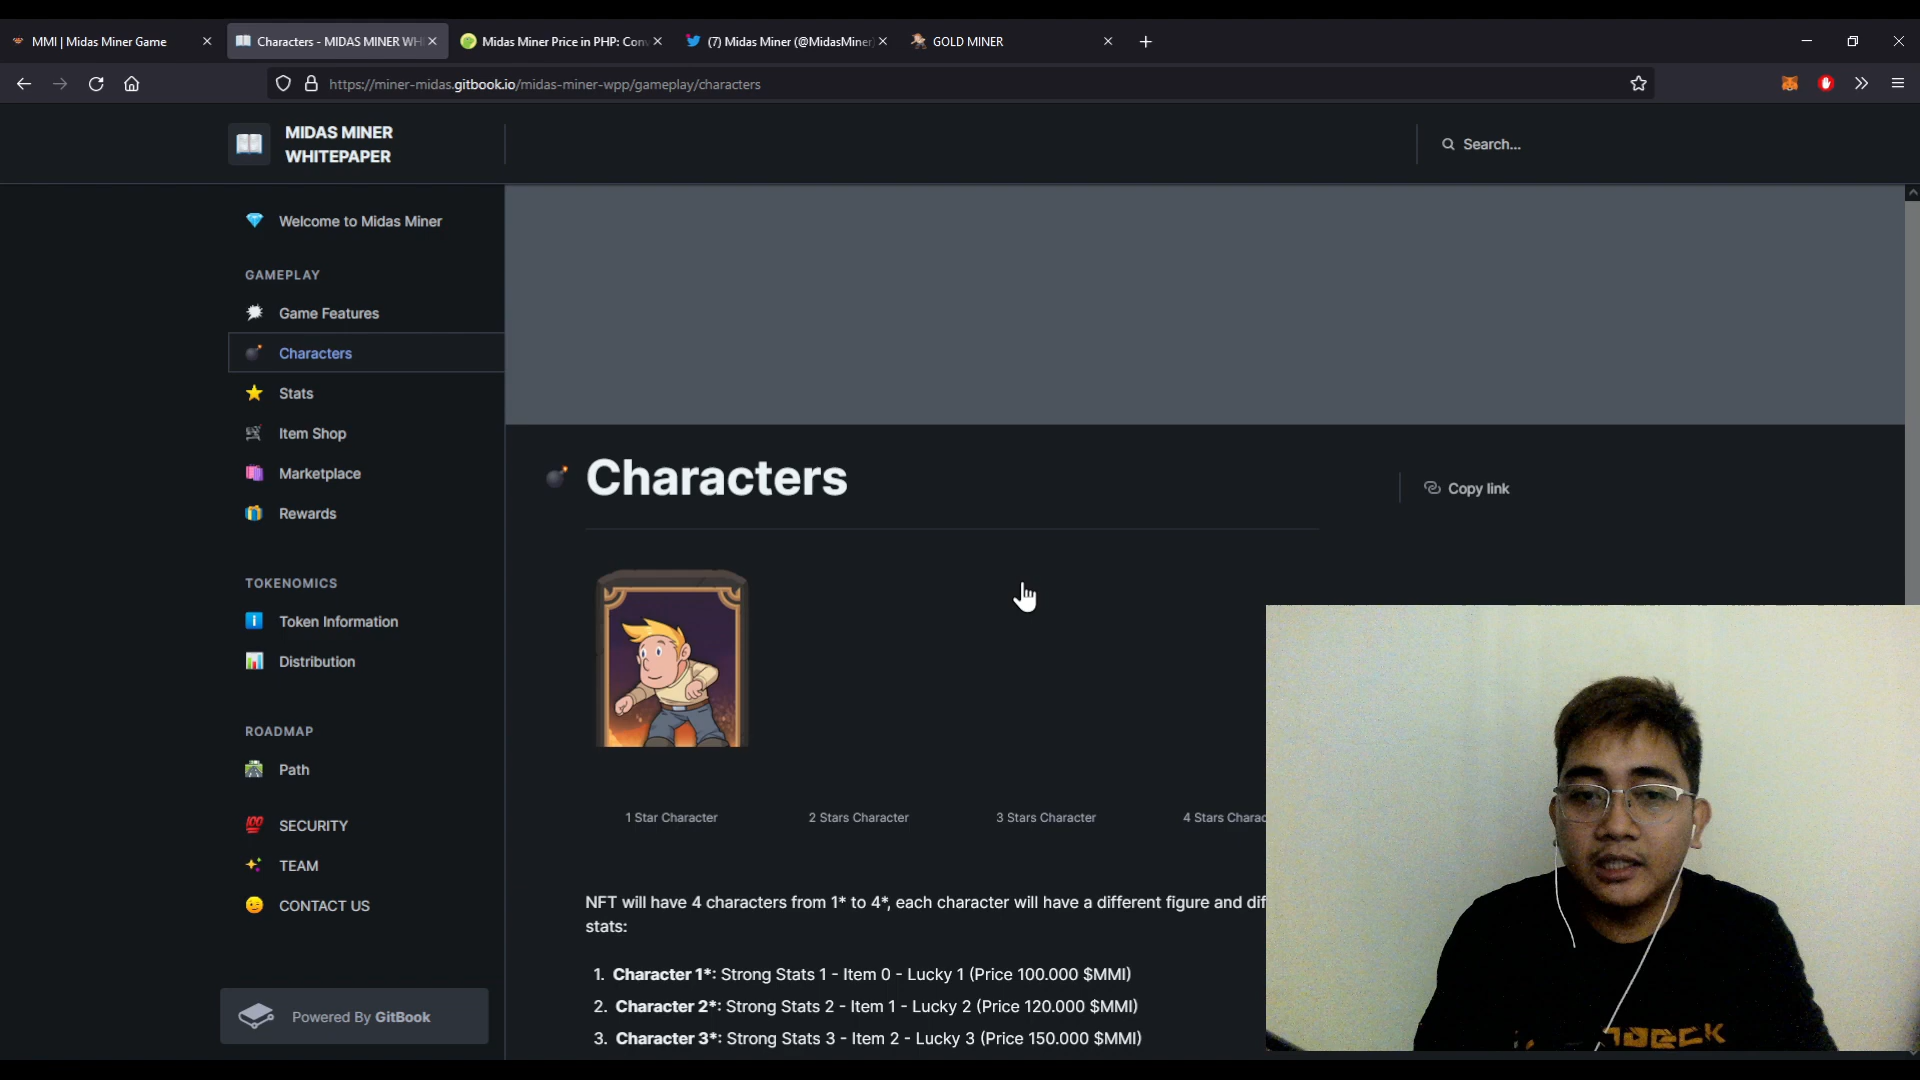 MMI | Midas Miner Game
Characters - MIDAS MINER WH
Midas Miner Price in PHP: Con
(7) Midas Miner (@MidasMiner
GOLD MINER
https://miner-midas.gitbook.io/midas-miner-wpp/gameplay/characters
MIDAS MINER
WHITEPAPER
Search...
Welcome to Midas Miner
GAMEPLAY
Game Features
Characters
Stats
Item Shop
Marketplace
Rewards
TOKENOMICS
Token Information
Distribution
ROADMAP
Path
SECURITY
TEAM
CONTACT US
Powered By GitBook
Characters
Copy link
1 Star Character
2 Stars Character
3 Stars Character
4 Stars Charac
NFT will have 4 characters from 1* to 4*, each character will have a different figure and dif
stats:
1. Character 1*: Strong Stats 1 - Item 0 - Lucky 1 (Price 100.000 $MMI)
2. Character 2*: Strong Stats 2 - Item 1 - Lucky 2 (Price 120.000 $MMI)
3. Character 3*: Strong Stats 3 - Item 2 - Lucky 3 (Price 150.000 $MMI)